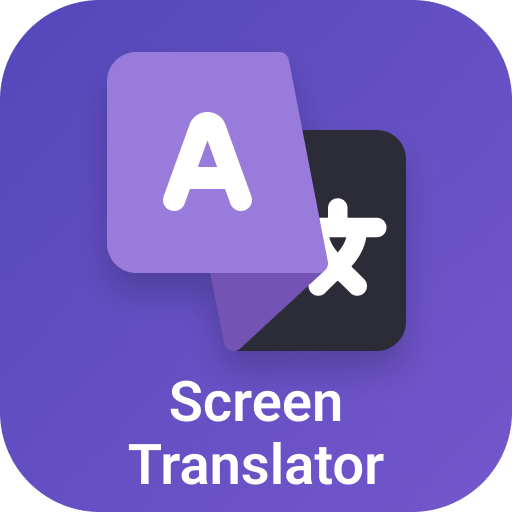 A
文
Screen
Translator